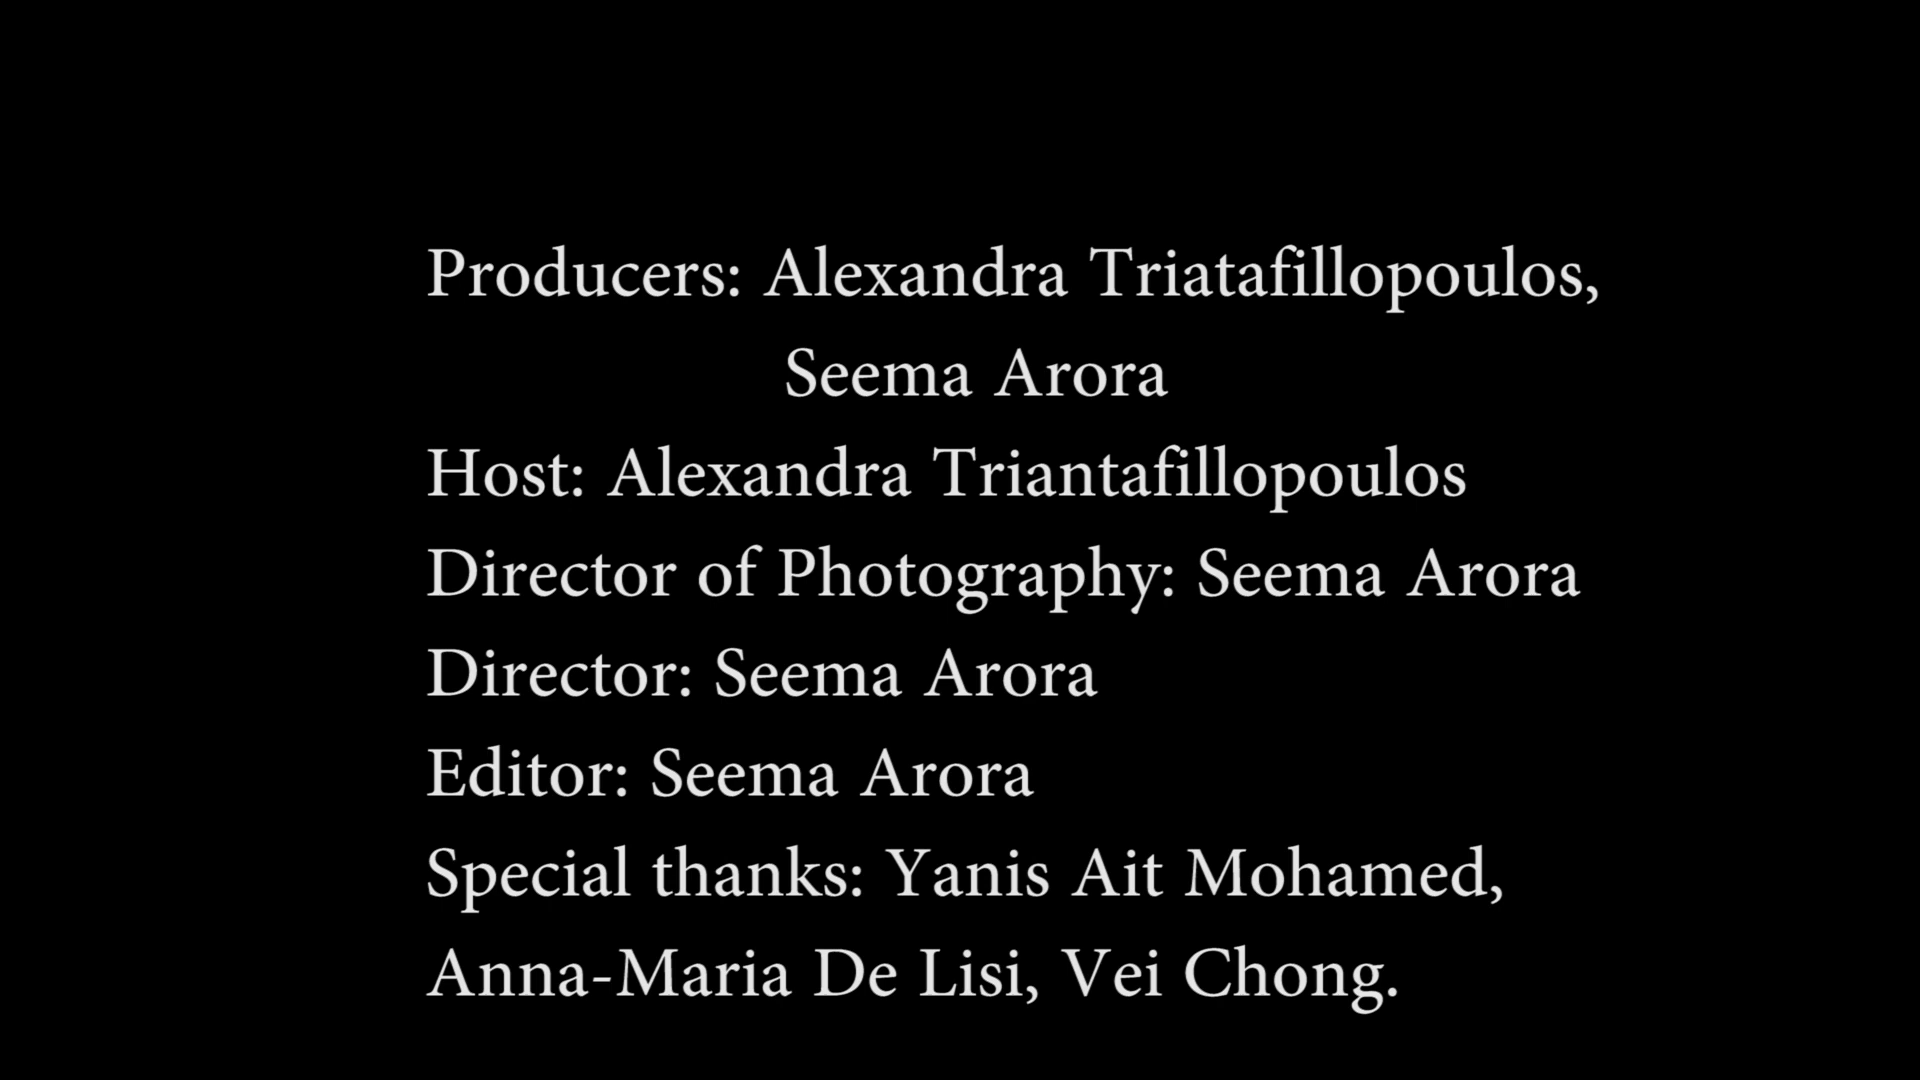 Producers: Alexandra Triatafillopoulos,
Seema Arora
Host: Alexandra Triantafillopoulos
Director of Photography: Seema Arora
Director: Seema Arora
Editor: Seema Arora
Special thanks: Yanis Ait Mohamed,
Anna-Maria De Lisi, Vei Chong.